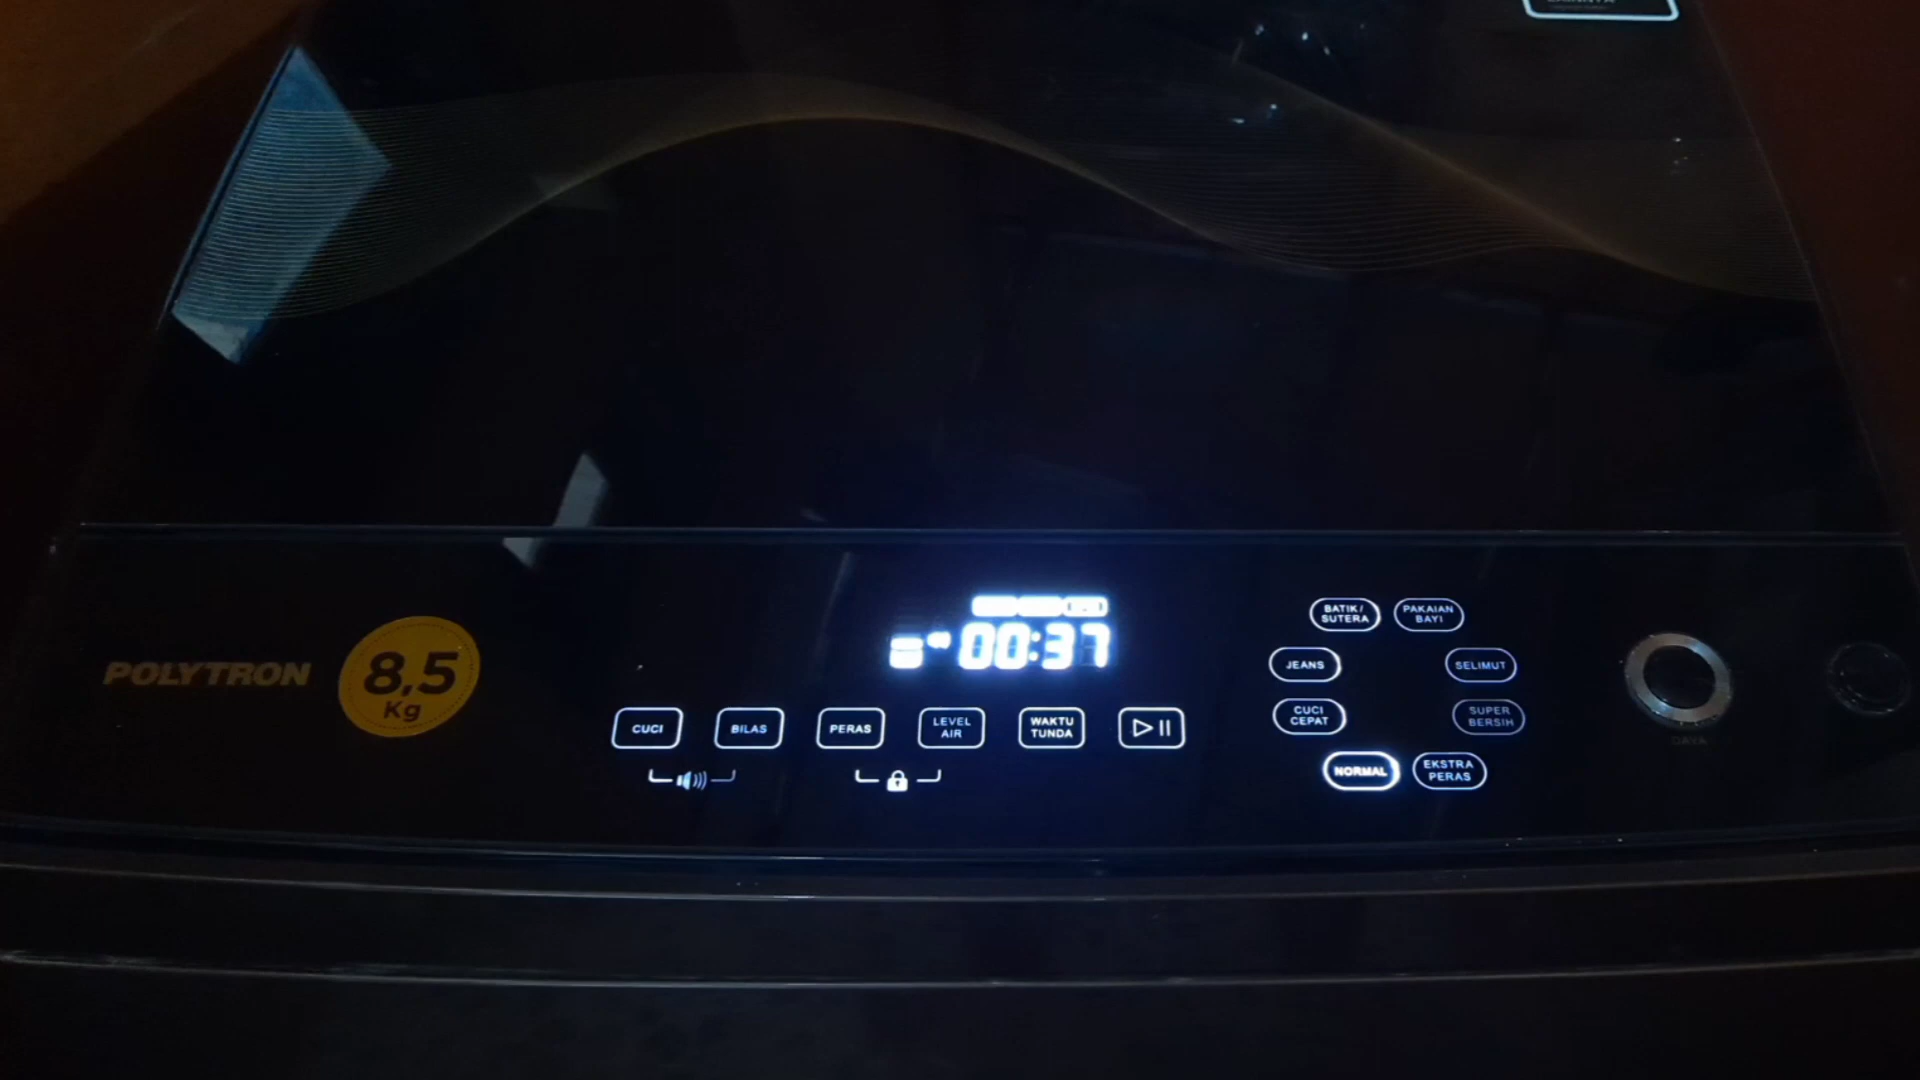 POLYTRON
8,5
Kg
00:37
CUCI
BILAS
PERAS
LEVEL
AIR
WAKTU
TUNDA
BATIK/
SUTERA
PAKAIAN
BAYI
JEANS
SELIMUT
CUCI
CEPAT
SUPER
BERSIH
NORMAL
EKSTRA
PERAS
DAYA